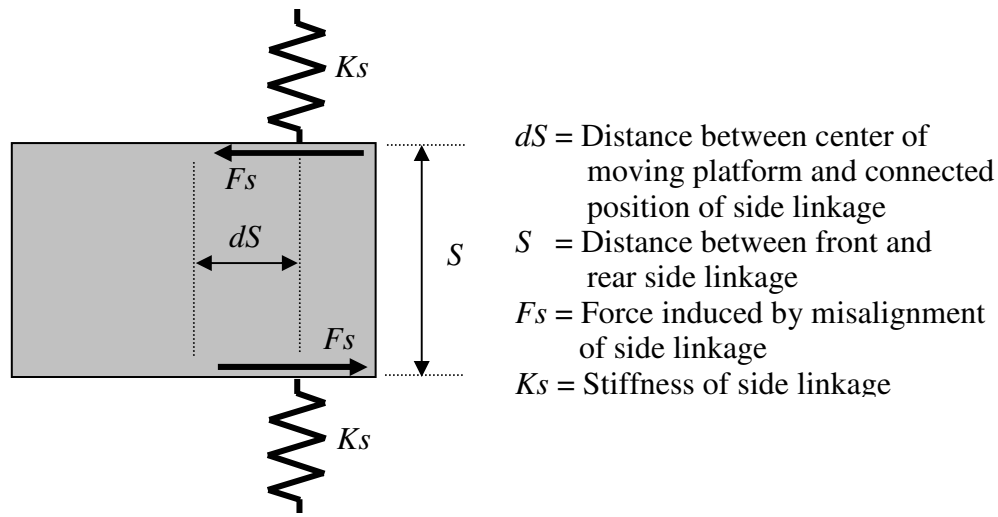 Ks
Fs
dS
S
Fs
Ks
dS = Distance between center of
moving platform and connected
position of side linkage
S = Distance between front and
rear side linkage
Fs = Force induced by misalignment
of side linkage
Ks = Stiffness of side linkage